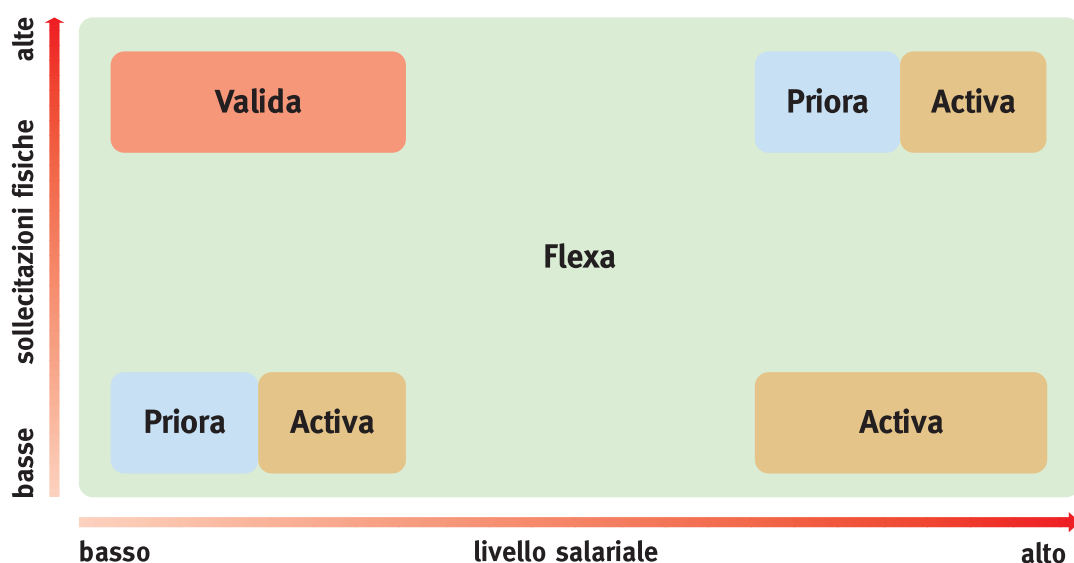 alte
sollecitazioni fisiche
basse
Valida
Priora
Activa
Flexa
Priora
Activa
Activa
basso
livello salariale
alto